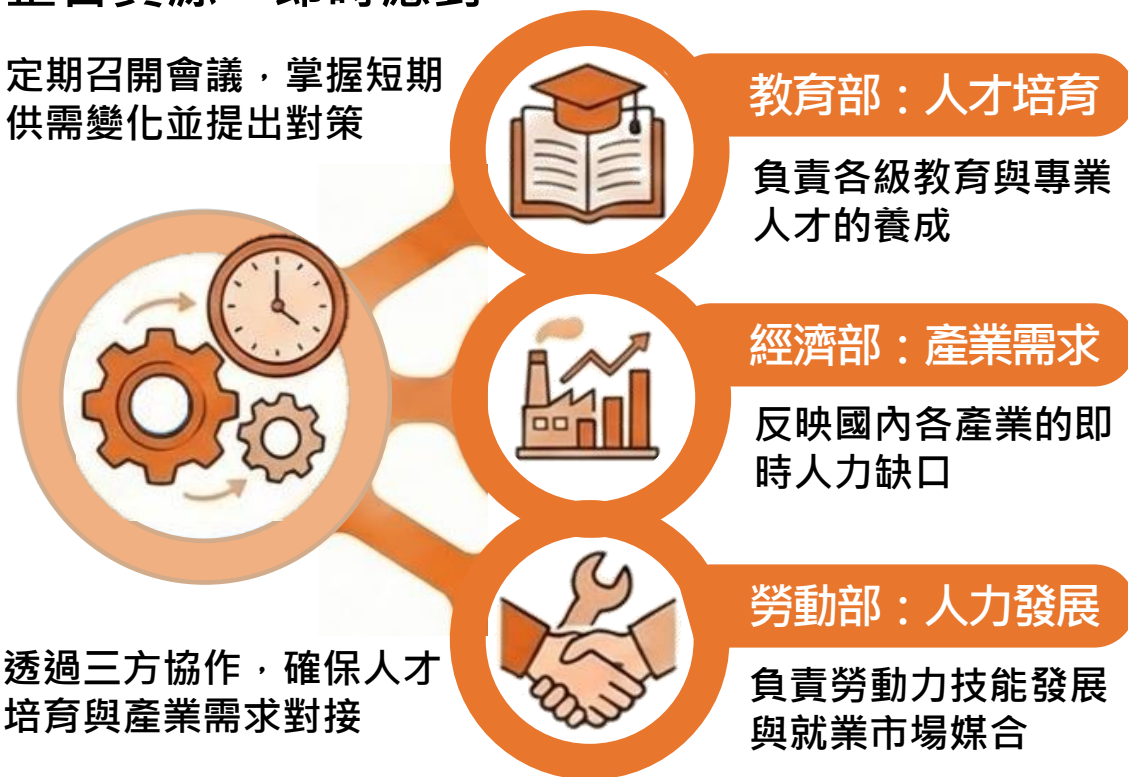 定期召開會議，掌握短期
供需變化並提出對策
教育部：人才培育
負責各級教育與專業
人才的養成
經濟部：產業需求
反映國內各產業的即
時人力缺口
勞動部：人力發展
負責勞動力技能發展
與就業市場媒合
透過三方協作，確保人才
培育與產業需求對接